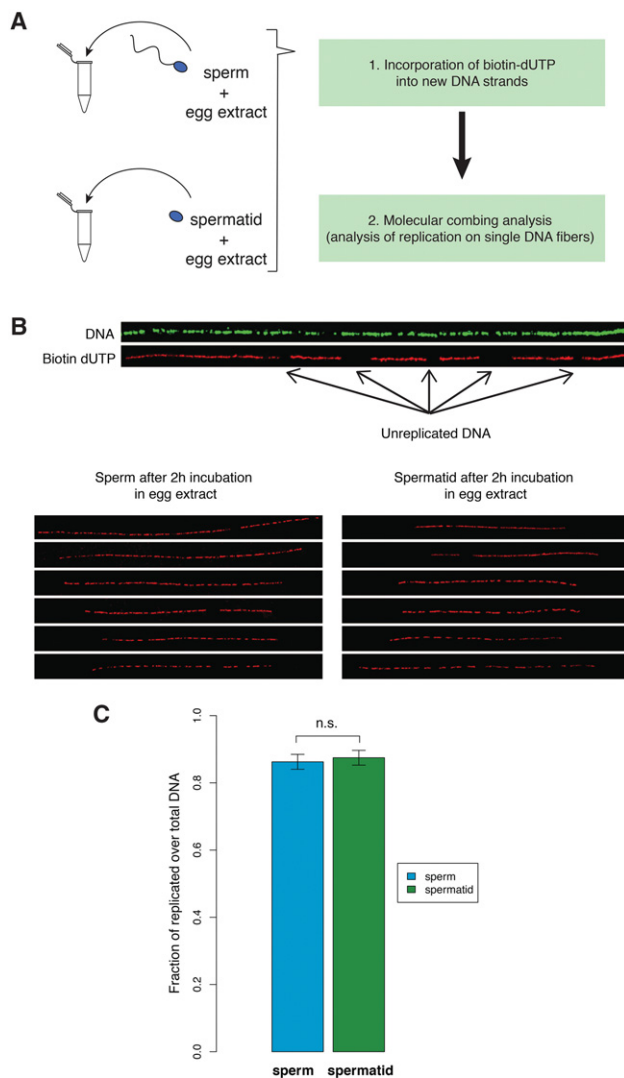 A
sperm
+
egg extract
spermatid
+
egg extract
1. Incorporation of biotin-dUTP
into new DNA strands
2. Molecular combing analysis
(analysis of replication on single DNA fibers)
B
DNA
Biotin dUTP
Unreplicated DNA
Sperm after 2h incubation
in egg extract
Spermatid after 2h incubation
in egg extract
C
Fraction of replicated over total DNA
1.0
0.8
0.6
0.4
0.2
0.0
n.s.
sperm
spermatid
sperm
spermatid